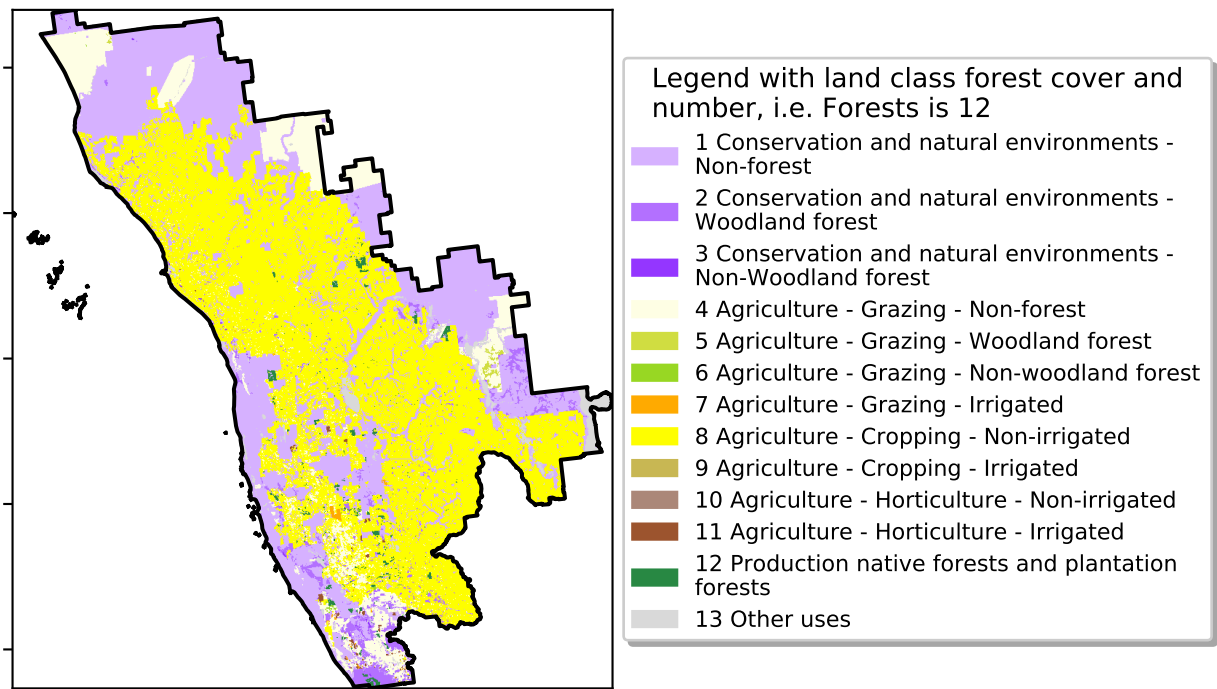 Legend with land class forest cover and
number, i.e. Forests is 12
1 Conservation and natural environments -
Non-forest
2 Conservation and natural environments -
Woodland forest
3 Conservation and natural environments -
Non-Woodland forest
4 Agriculture - Grazing - Non-forest
5 Agriculture - Grazing - Woodland forest
6 Agriculture - Grazing - Non-woodland forest
7 Agriculture - Grazing - Irrigated
8 Agriculture - Cropping - Non-irrigated
9 Agriculture - Cropping - Irrigated
10 Agriculture - Horticulture - Non-irrigated
11 Agriculture - Horticulture - Irrigated
12 Production native forests and plantation
forests
13 Other uses